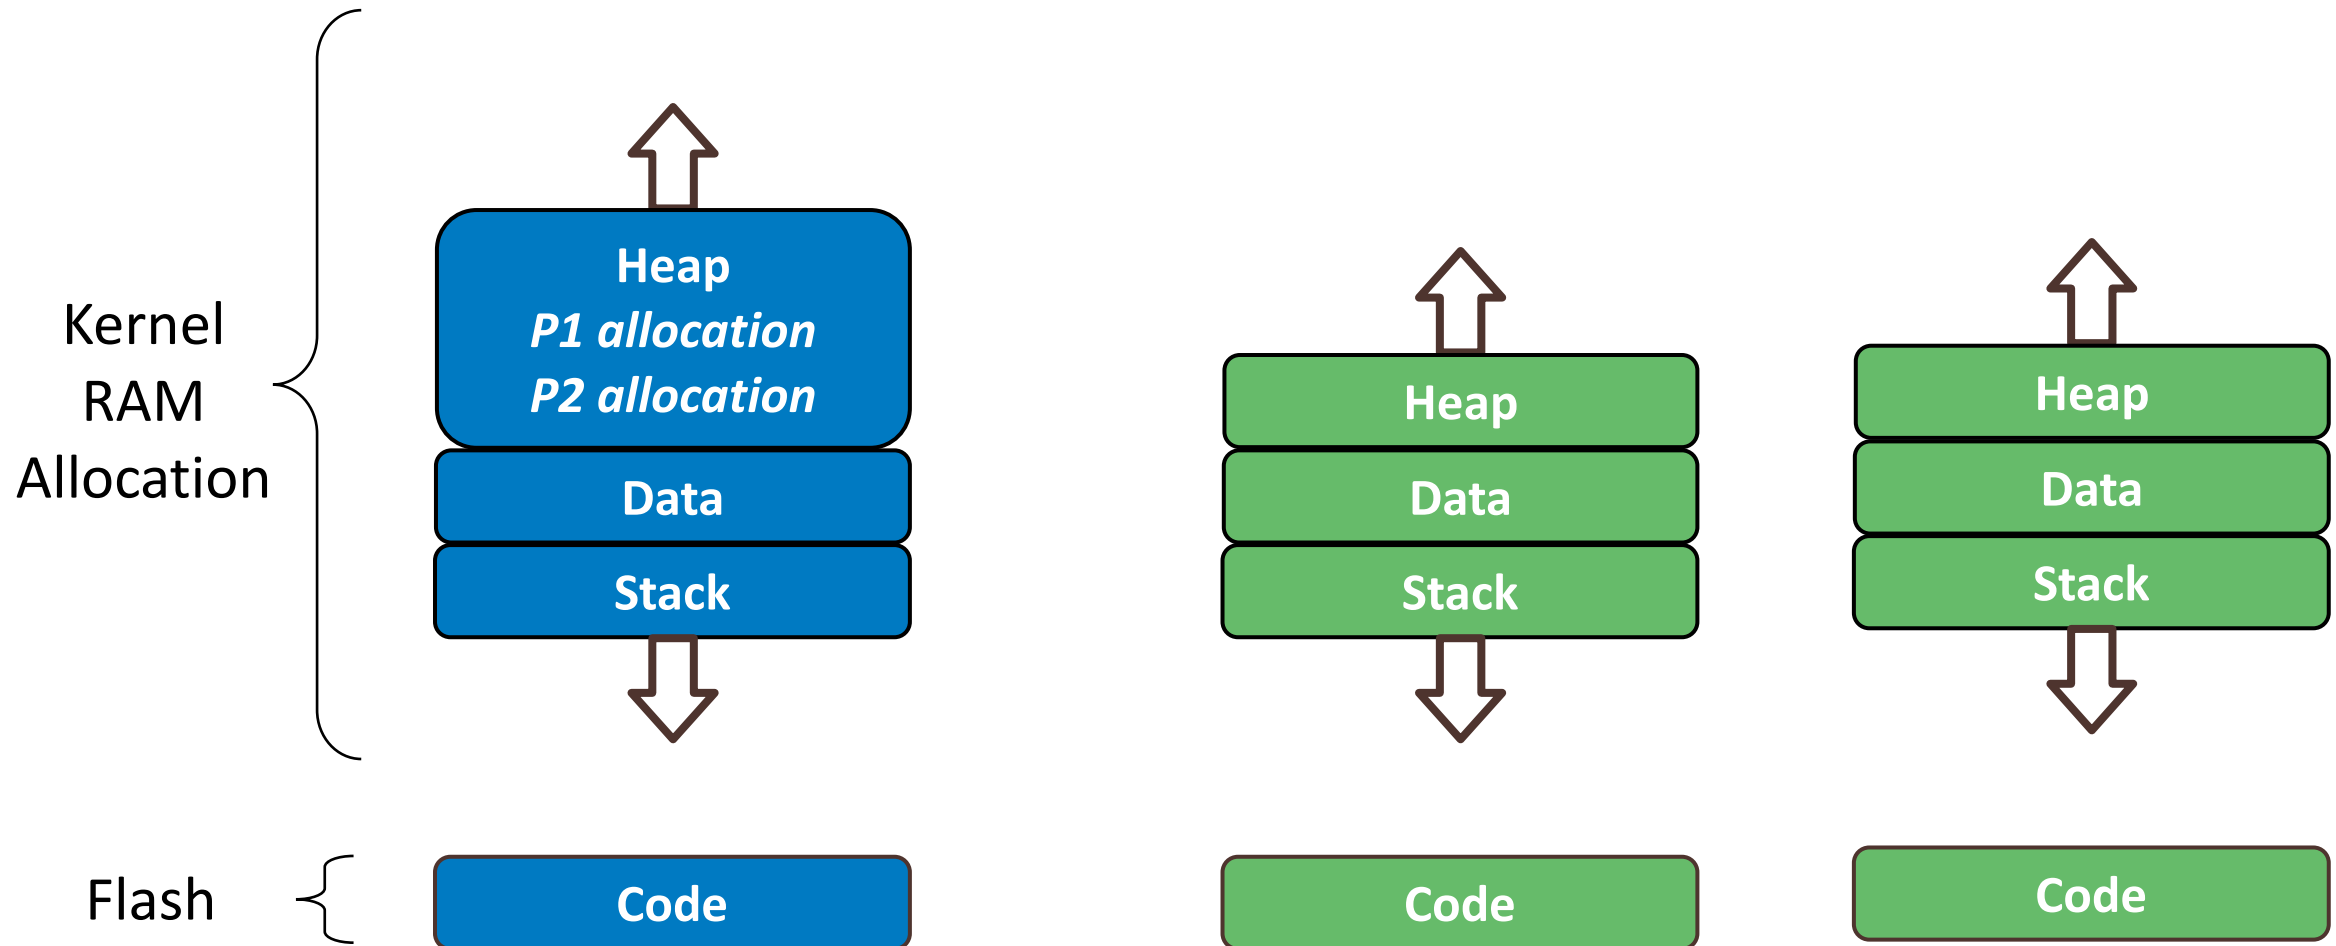 Kernel
RAM
Allocation
Heap
P1 allocation
P2 allocation
Data
Stack
Heap
Data
Stack
Heap
Data
Stack
Flash
Code
Code
Code